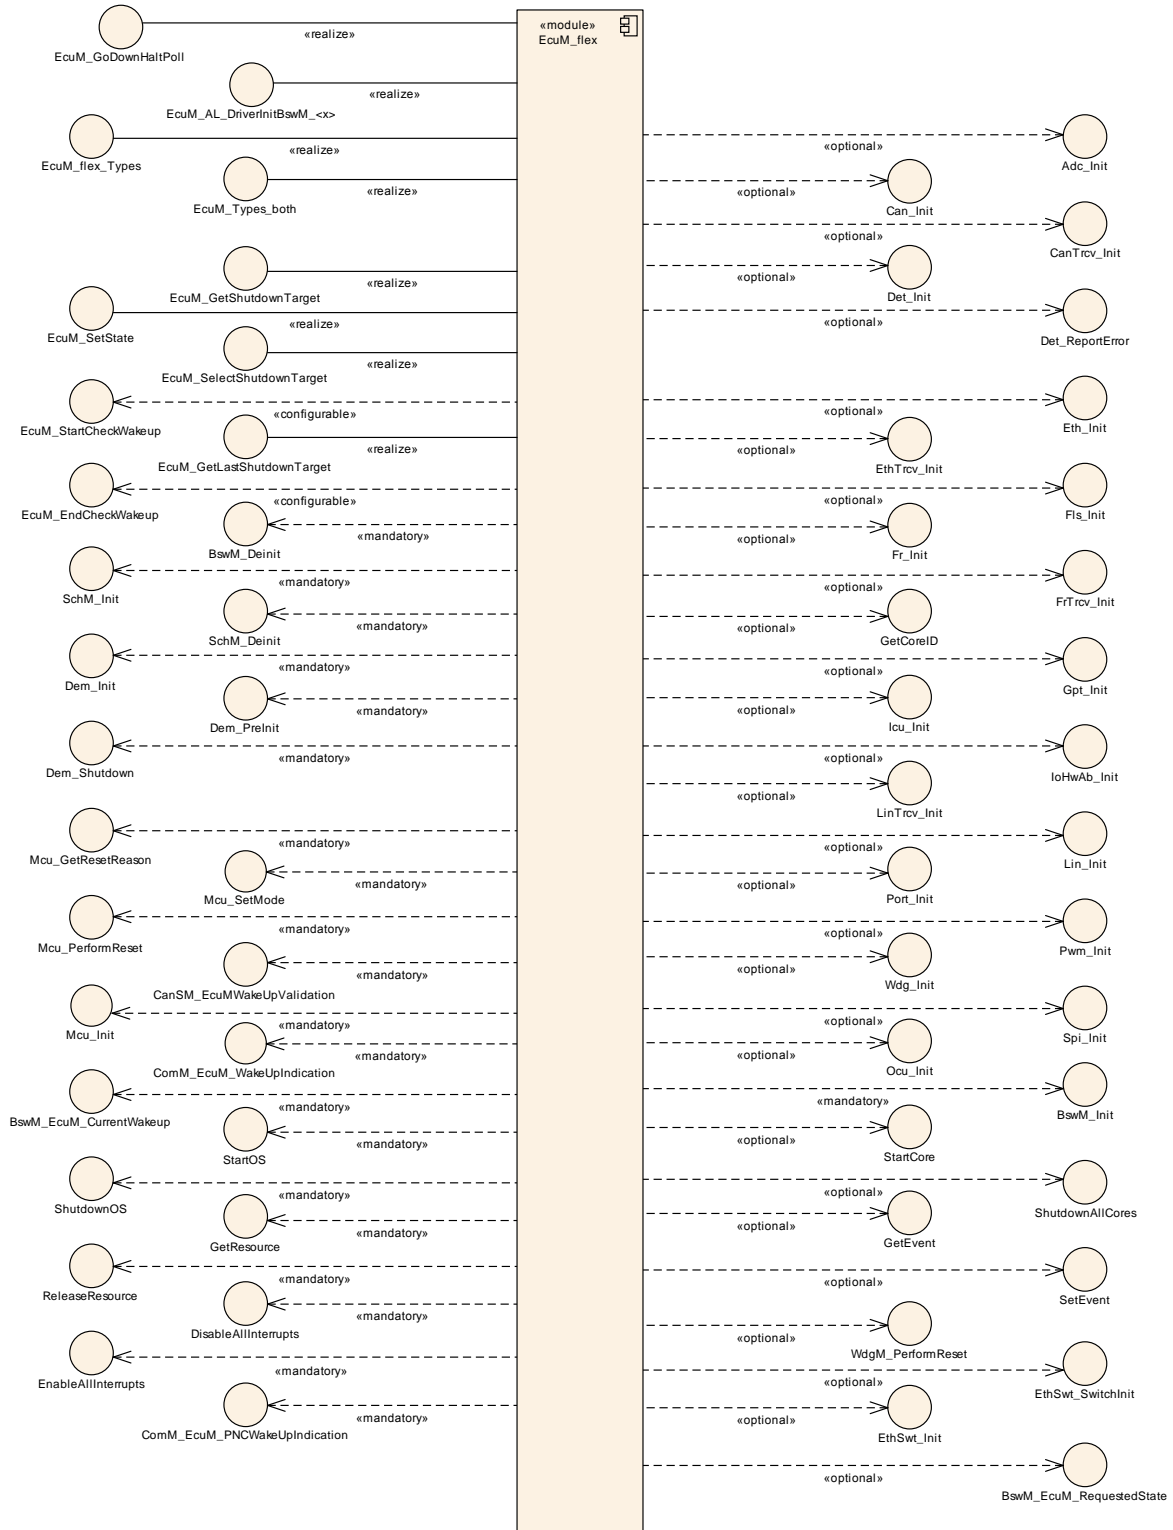 «module»
EcuM_flex
«realize»
EcuM_GoDownHaltPoll
«realize»
EcuM_AL_DriverInitBswM_<x>
«realize»
EcuM_flex_Types
«realize»
EcuM_Types_both
«realize»
EcuM_GetShutdownTarget
«realize»
EcuM_SetState
«realize»
EcuM_SelectShutdownTarget
«configurable»
EcuM_StartCheckWakeup
«realize»
EcuM_GetLastShutdownTarget
«configurable»
EcuM_EndCheckWakeup
«mandatory»
BswM_Deinit
«mandatory»
SchM_Init
«mandatory»
SchM_Deinit
«mandatory»
Dem_Init
«mandatory»
Dem_PreInit
«mandatory»
Dem_Shutdown
«mandatory»
Mcu_GetResetReason
«mandatory»
Mcu_SetMode
«mandatory»
Mcu_PerformReset
«mandatory»
CanSM_EcuMWakeUpValidation
«mandatory»
Mcu_Init
«mandatory»
ComM_EcuM_WakeUpIndication
«mandatory»
BswM_EcuM_CurrentWakeup
«mandatory»
StartOS
«mandatory»
ShutdownOS
«mandatory»
GetResource
«mandatory»
ReleaseResource
«mandatory»
DisableAllInterrupts
«mandatory»
EnableAllInterrupts
«mandatory»
ComM_EcuM_PNCWakeUpIndication
«optional»
Adc_Init
«optional»
Can_Init
«optional»
CanTrcv_Init
«optional»
Det_Init
«optional»
Det_ReportError
«optional»
Eth_Init
«optional»
EthTrcv_Init
«optional»
Fls_Init
«optional»
Fr_Init
«optional»
FrTrcv_Init
«optional»
GetCoreID
«optional»
Gpt_Init
«optional»
Icu_Init
«optional»
IoHwAb_Init
«optional»
LinTrcv_Init
«optional»
Lin_Init
«optional»
Port_Init
«optional»
Pwm_Init
«optional»
Wdg_Init
«optional»
Spi_Init
«optional»
Ocu_Init
«mandatory»
BswM_Init
«optional»
StartCore
«optional»
ShutdownAllCores
«optional»
GetEvent
«optional»
SetEvent
«optional»
WdgM_PerformReset
«optional»
EthSwt_SwitchInit
«optional»
EthSwt_Init
«optional»
BswM_EcuM_RequestedState